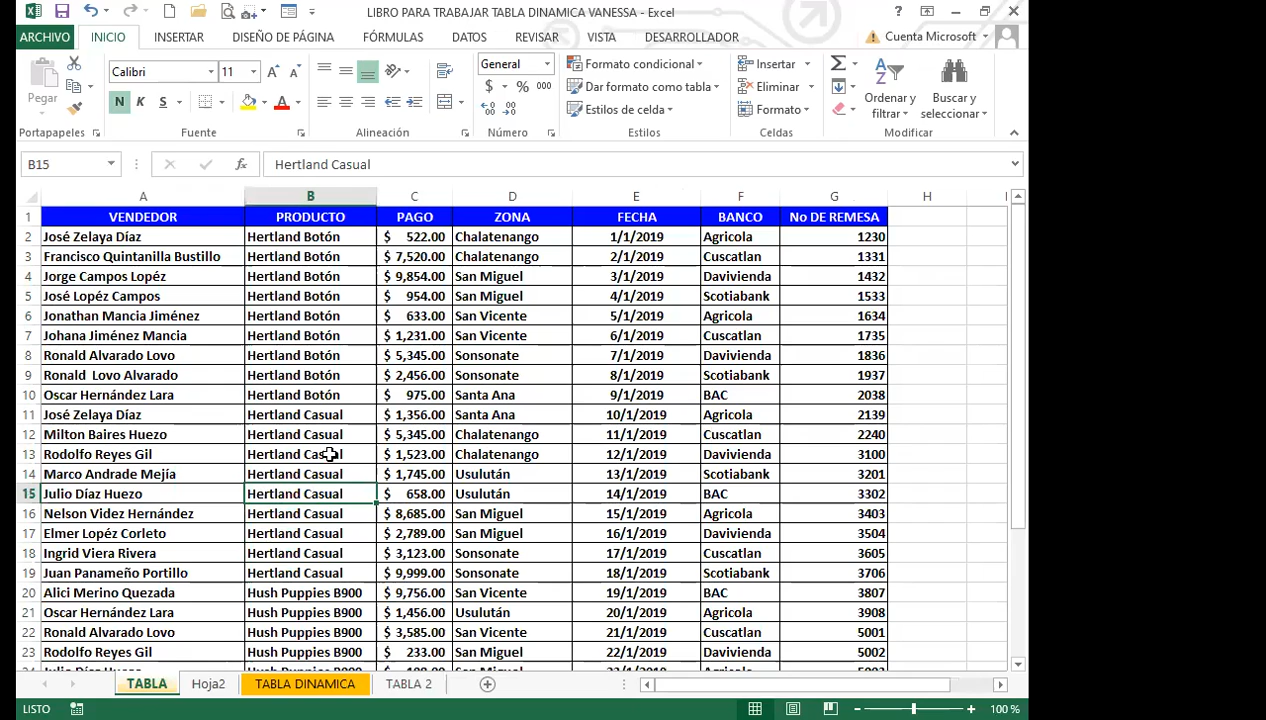 LIBRO PARA TRABAJAR TABLA DINAMICA VANESSA - Excel
ARCHIVO INICIO INSERTAR DISEÑO DE PÁGINA FÓRMULAS DATOS REVISAR VISTA DESARROLLADOR Cuenta Microsoft
Pegar
Calibri 11
N K S
General
$ % 000
Formato condicional
Dar formato como tabla
Estilos de celda
Insertar
Eliminar
Formato
Ordenar y filtrar
Buscar y seleccionar
Portapapeles Fuente Alineación Número Estilos Celdas Modificar
B15 fx Hertland Casual
A B C D E F G H I
1 VENDEDOR PRODUCTO PAGO ZONA FECHA BANCO No DE REMESA
2 José Zelaya Díaz Hertland Botón $ 522.00 Chalatenango 1/1/2019 Agricola 1230
3 Francisco Quintanilla Bustillo Hertland Botón $ 7,520.00 Chalatenango 2/1/2019 Cuscatlan 1331
4 Jorge Campos Lopéz Hertland Botón $ 9,854.00 San Miguel 3/1/2019 Davivienda 1432
5 José Lopéz Campos Hertland Botón $ 954.00 San Miguel 4/1/2019 Scotiabank 1533
6 Jonathan Mancia Jiménez Hertland Botón $ 633.00 San Vicente 5/1/2019 Agricola 1634
7 Johana Jiménez Mancia Hertland Botón $ 1,231.00 San Vicente 6/1/2019 Cuscatlan 1735
8 Ronald Alvarado Lovo Hertland Botón $ 5,345.00 Sonsonate 7/1/2019 Davivienda 1836
9 Ronald Lovo Alvarado Hertland Botón $ 2,456.00 Sonsonate 8/1/2019 Scotiabank 1937
10 Oscar Hernández Lara Hertland Botón $ 975.00 Santa Ana 9/1/2019 BAC 2038
11 José Zelaya Díaz Hertland Casual $ 1,356.00 Santa Ana 10/1/2019 Agricola 2139
12 Milton Baires Huezo Hertland Casual $ 5,345.00 Chalatenango 11/1/2019 Cuscatlan 2240
13 Rodolfo Reyes Gil Hertland Casual $ 1,523.00 Chalatenango 12/1/2019 Davivienda 3100
14 Marco Andrade Mejía Hertland Casual $ 1,745.00 Usulután 13/1/2019 Scotiabank 3201
15 Julio Díaz Huezo Hertland Casual $ 658.00 Usulután 14/1/2019 BAC 3302
16 Nelson Videz Hernández Hertland Casual $ 8,685.00 San Miguel 15/1/2019 Agricola 3403
17 Elmer Lopéz Corleto Hertland Casual $ 2,789.00 San Miguel 16/1/2019 Davivienda 3504
18 Ingrid Viera Rivera Hertland Casual $ 3,123.00 Sonsonate 17/1/2019 Cuscatlan 3605
19 Juan Panameño Portillo Hertland Casual $ 9,999.00 Sonsonate 18/1/2019 Scotiabank 3706
20 Alici Merino Quezada Hush Puppies B900 $ 9,756.00 San Vicente 19/1/2019 BAC 3807
21 Oscar Hernández Lara Hush Puppies B900 $ 1,456.00 Usulután 20/1/2019 Agricola 3908
22 Ronald Alvarado Lovo Hush Puppies B900 $ 3,585.00 San Vicente 21/1/2019 Cuscatlan 5001
23 Rodolfo Reyes Gil Hush Puppies B900 $ 233.00 San Miguel 22/1/2019 Davivienda 5002
TABLA Hoja2 TABLA DINAMICA TABLA 2
LISTO 100 %